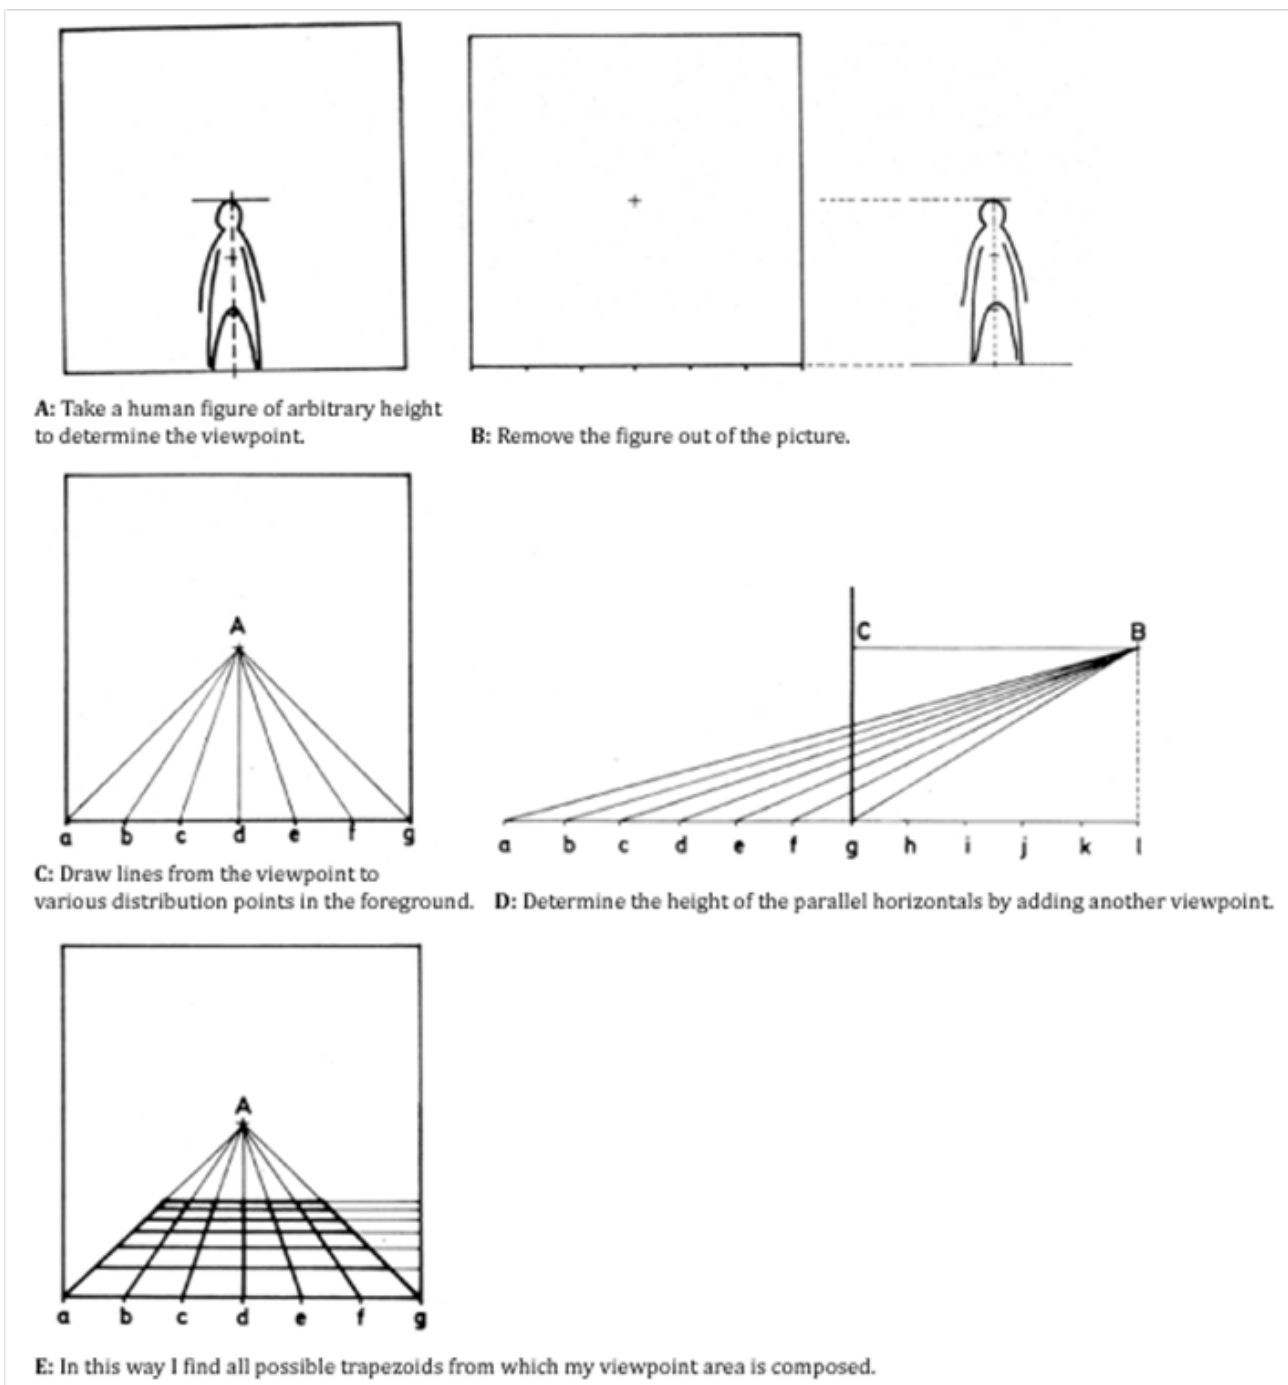 A: Take a human figure of arbitrary height
to determine the viewpoint.
B: Remove the figure out of the picture.
A
a b c d e f g
C: Draw lines from the viewpoint to
various distribution points in the foreground.
C B
a b c d e f g h i j k l
D: Determine the height of the parallel horizontals by adding another viewpoint.
A
a b c d e f g
E: In this way I find all possible trapezoids from which my viewpoint area is composed.